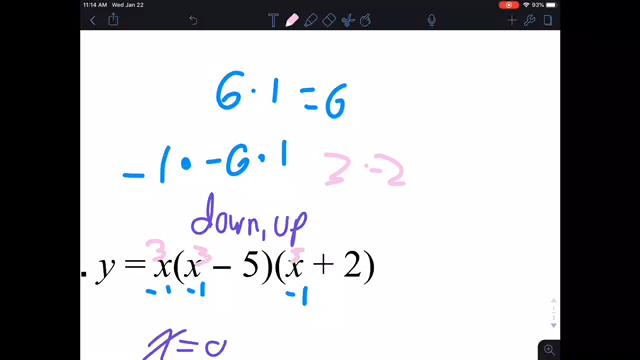 11:14 AM Wed Jan 22
93%
6 · 1 = 6
-1 · -6 · 1
3 · -2
down, up
3 3 3
. y = x(x − 5)(x + 2)
-1 -1 -1
x = 0